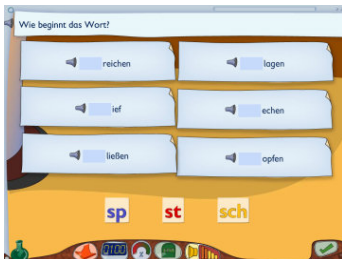 Wie beginnt das Wort?
reichen
lagen
ief
echen
ließen
opfen
sp st sch